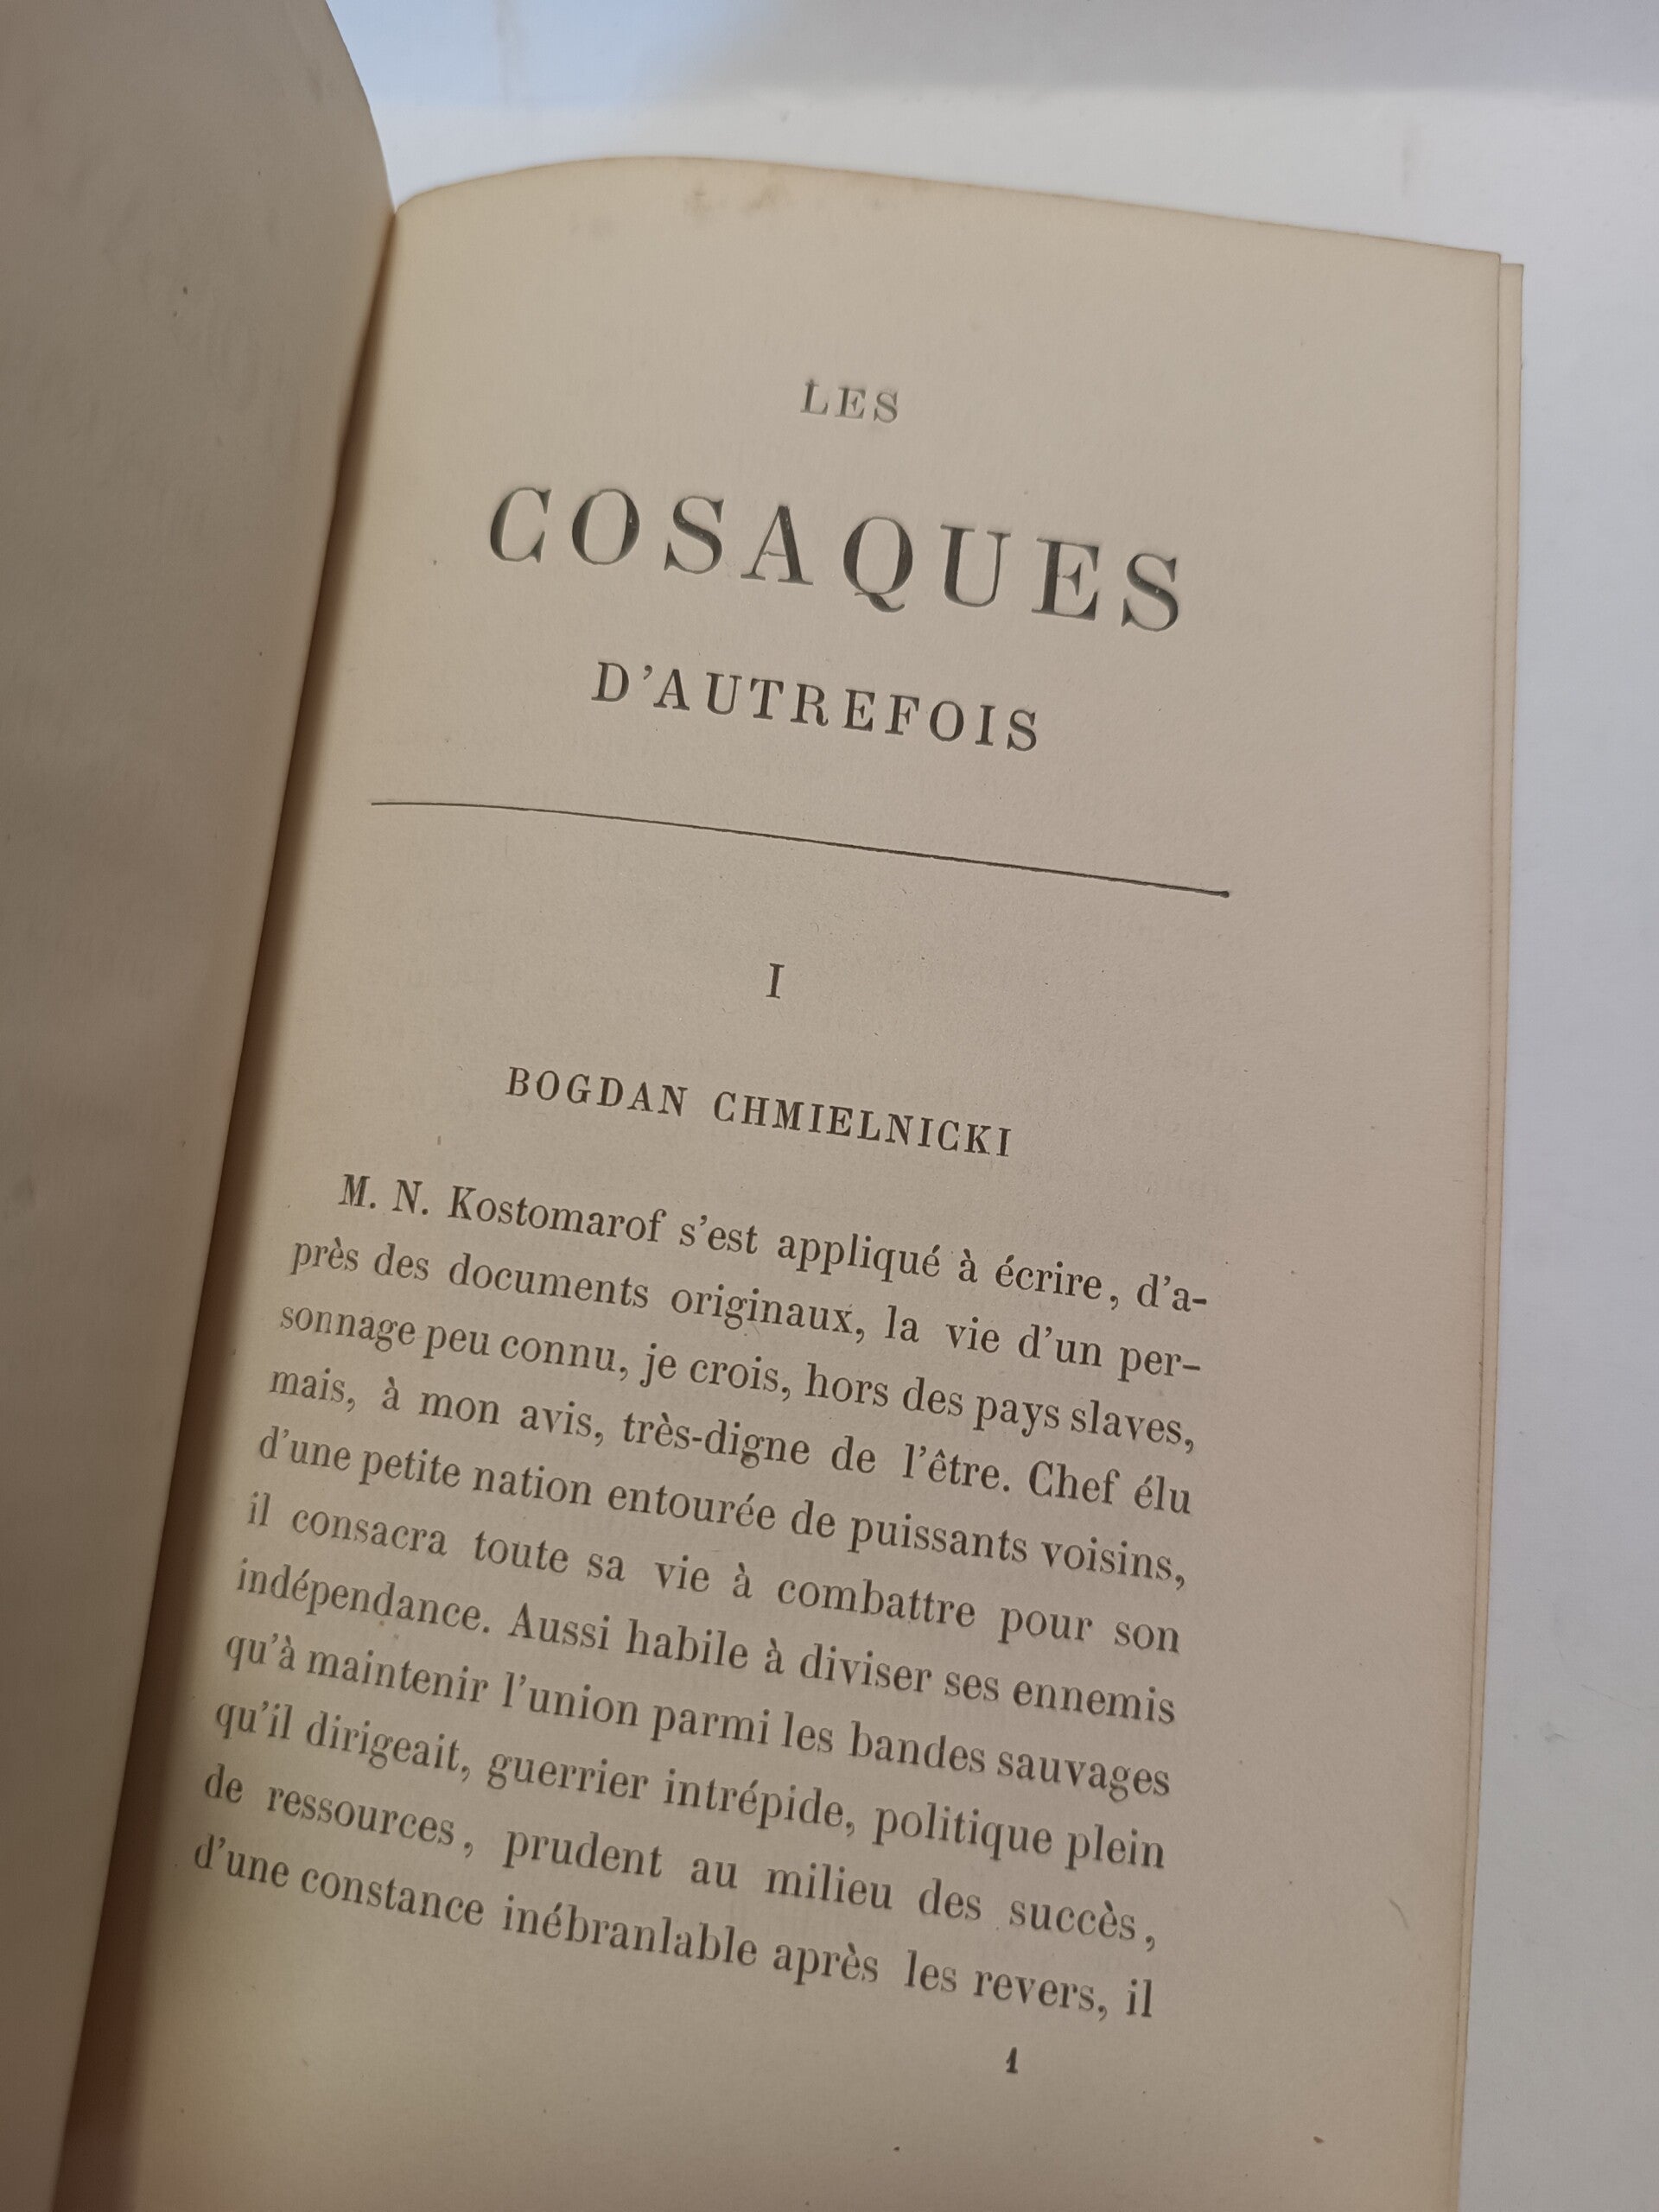 LES
COSAQUES
D'AUTREFOIS
I
BOGDAN CHMIELNICKI
M. N. Kostomarof s'est appliqué à écrire, d'a-
près des documents originaux, la vie d'un per-
sonnage peu connu, je crois, hors des pays slaves,
mais, à mon avis, très-digne de l'être. Chef élu
d'une petite nation entourée de puissants voisins,
il consacra toute sa vie à combattre pour son
indépendance. Aussi habile à diviser ses ennemis
qu'à maintenir l'union parmi les bandes sauvages
qu'il dirigeait, guerrier intrépide, politique plein
de ressources, prudent au milieu des succès,
d'une constance inébranlable après les revers, il
1